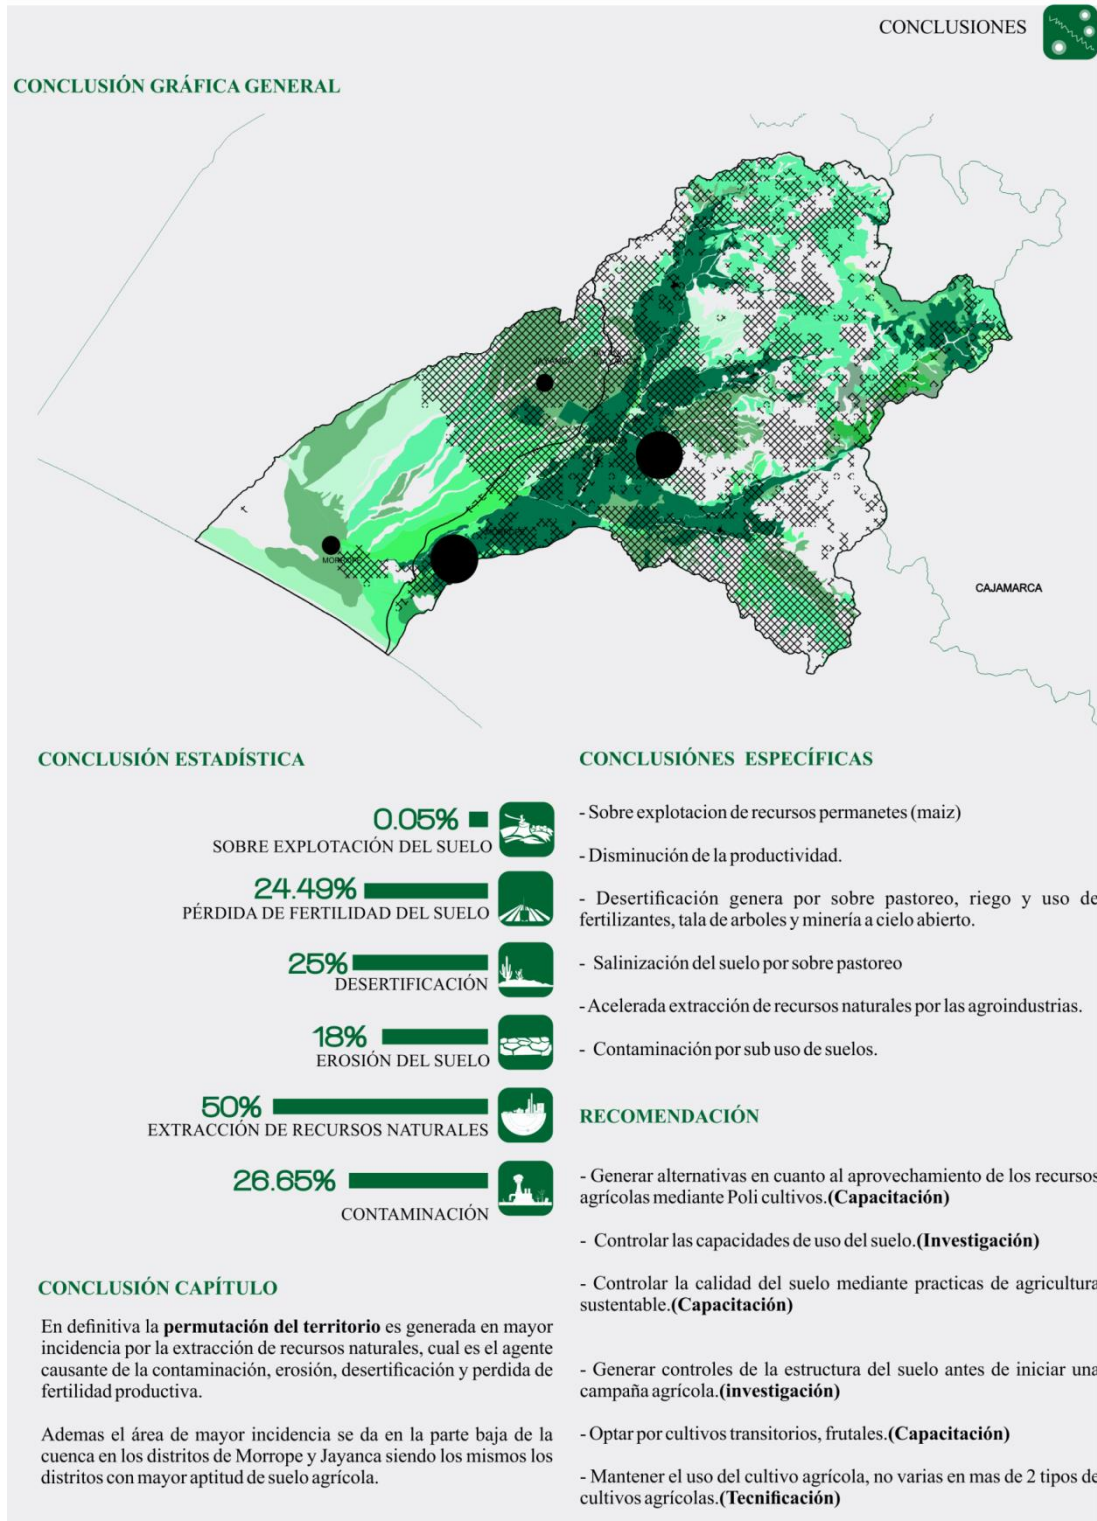 CONCLUSIONES
CONCLUSIÓN GRÁFICA GENERAL
JAYANCA
MORROPE
CAJAMARCA
CONCLUSIÓN ESTADÍSTICA
0.05%
SOBRE EXPLOTACIÓN DEL SUELO
24.49%
PÉRDIDA DE FERTILIDAD DEL SUELO
25%
DESERTIFICACIÓN
18%
EROSIÓN DEL SUELO
50%
EXTRACCIÓN DE RECURSOS NATURALES
26.65%
CONTAMINACIÓN
CONCLUSIÓN CAPÍTULO
En definitiva la permutación del territorio es generada en mayor
incidencia por la extracción de recursos naturales, cual es el agente
causante de la contaminación, erosión, desertificación y perdida de
fertilidad productiva.
Ademas el área de mayor incidencia se da en la parte baja de la
cuenca en los distritos de Morrope y Jayanca siendo los mismos los
distritos con mayor aptitud de suelo agrícola.
CONCLUSIÓNES ESPECÍFICAS
- Sobre explotacion de recursos permanetes (maiz)
- Disminución de la productividad.
- Desertificación genera por sobre pastoreo, riego y uso de
fertilizantes, tala de arboles y minería a cielo abierto.
- Salinización del suelo por sobre pastoreo
- Acelerada extracción de recursos naturales por las agroindustrias.
- Contaminación por sub uso de suelos.
RECOMENDACIÓN
- Generar alternativas en cuanto al aprovechamiento de los recursos
agrícolas mediante Poli cultivos.(Capacitación)
- Controlar las capacidades de uso del suelo.(Investigación)
- Controlar la calidad del suelo mediante practicas de agricultura
sustentable.(Capacitación)
- Generar controles de la estructura del suelo antes de iniciar una
campaña agrícola.(investigación)
- Optar por cultivos transitorios, frutales.(Capacitación)
- Mantener el uso del cultivo agrícola, no varias en mas de 2 tipos de
cultivos agrícolas.(Tecnificación)